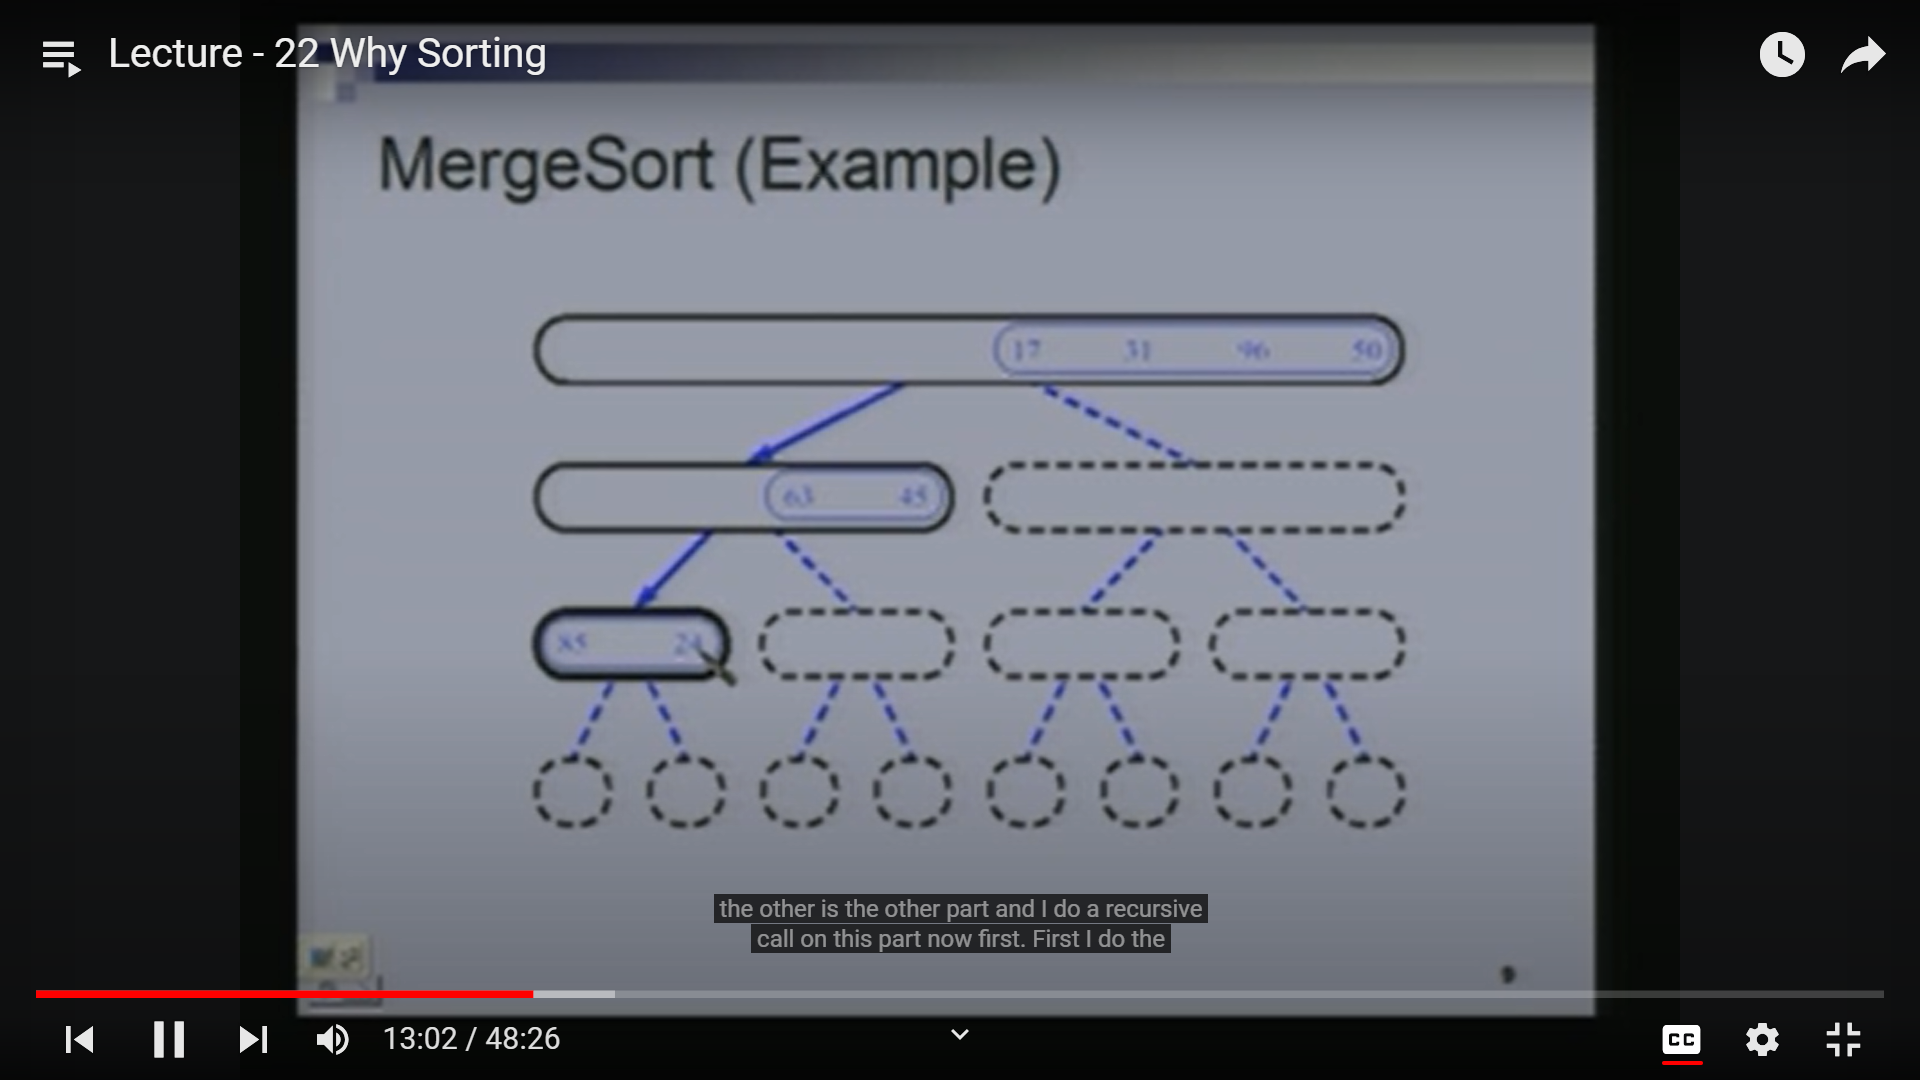 Lecture - 22 Why Sorting
MergeSort (Example)
17 31 96 50
63 45
85 24
the other is the other part and I do a recursive
call on this part now first. First I do the
9
13:02 / 48:26
CC